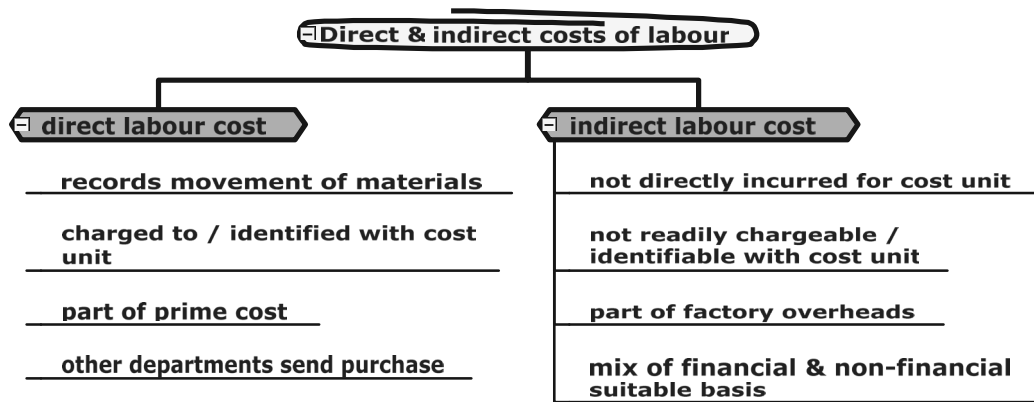 Direct & indirect costs of labour
direct labour cost
records movement of materials
charged to / identified with cost
unit
part of prime cost
other departments send purchase
indirect labour cost
not directly incurred for cost unit
not readily chargeable /
identifiable with cost unit
part of factory overheads
mix of financial & non-financial
suitable basis